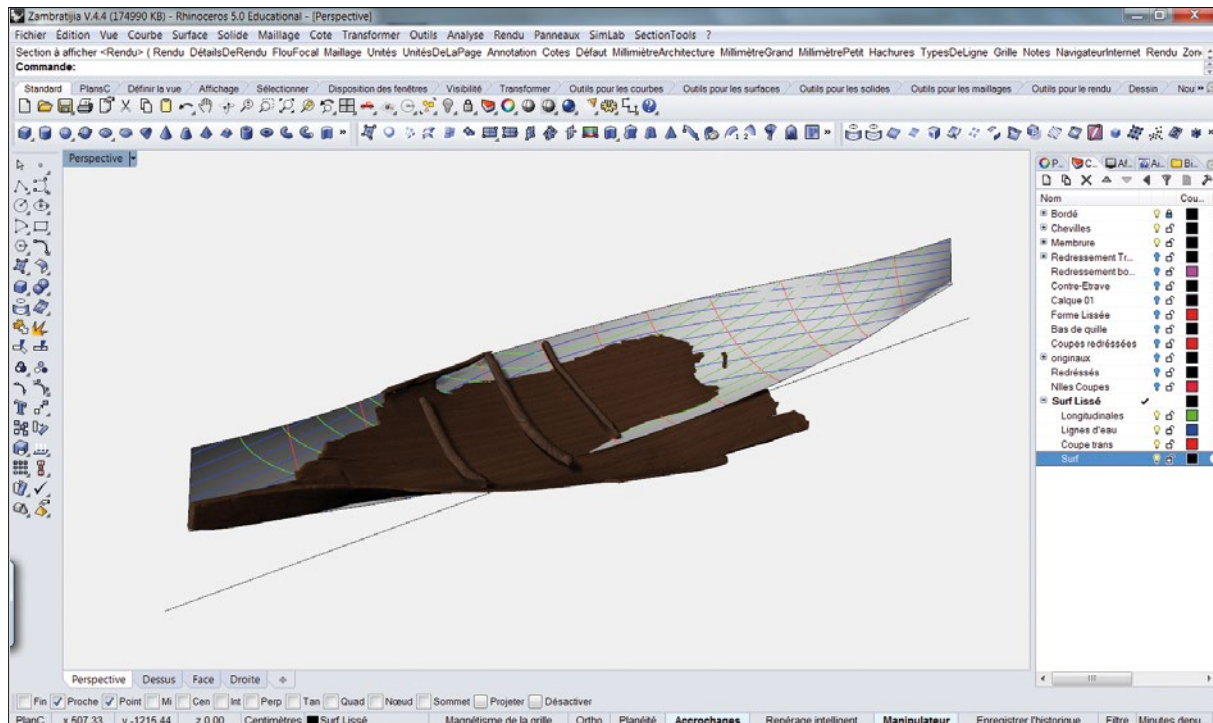 Zambratija V.4.4 (174990 KB) - Rhinoceros 5.0 Educational - [Perspective]
Fichier Édition Vue Courbe Surface Solide Maillage Cote Transformer Outils Analyse Rendu Panneaux SimLab SectionTools ?
Section à afficher <Rendu> ( Rendu DétailsDeRendu FlouFocal Maillage Unités UnitésDeLaPage Annotation Cotes Défaut MillimètreArchitecture MillimètreGrand MillimètrePetit Hachures TypesDeLigne Grille Notes NavigateurInternet Rendu Zon
Commande:
Standard PlansC Définir la vue Affichage Sélectionner Disposition des fenêtres Visibilité Transformer Outils pour les courbes Outils pour les surfaces Outils pour les solides Outils pour les maillages Outils pour le rendu Dessin Nou
Perspective
P... C... Af... Ai... Bi...
Nom Cou...
Bordé
Chevilles
Membrure
Redressement Tr...
Redressement bo...
Contre-Etrave
Calque 01
Forme Lissée
Bas de quille
Coupes redréssées
originaux
Redréssés
Nlles Coupes
Surf Lissé
Longitudinales
Lignes d'eau
Coupe trans
Surf
Perspective Dessus Face Droite
Fin Proche Point Mi Cen Int Perp Tan Quad Nœud Sommet Projeter Désactiver
PlanC x 507.33 y -1215.44 z 0.00 Centimètres Surf Lissé Magnétisme de la grille Ortho Planéité Accrochages Repérage intelligent Manipulateur Enregistrer l'historique Filtre Minutes depu